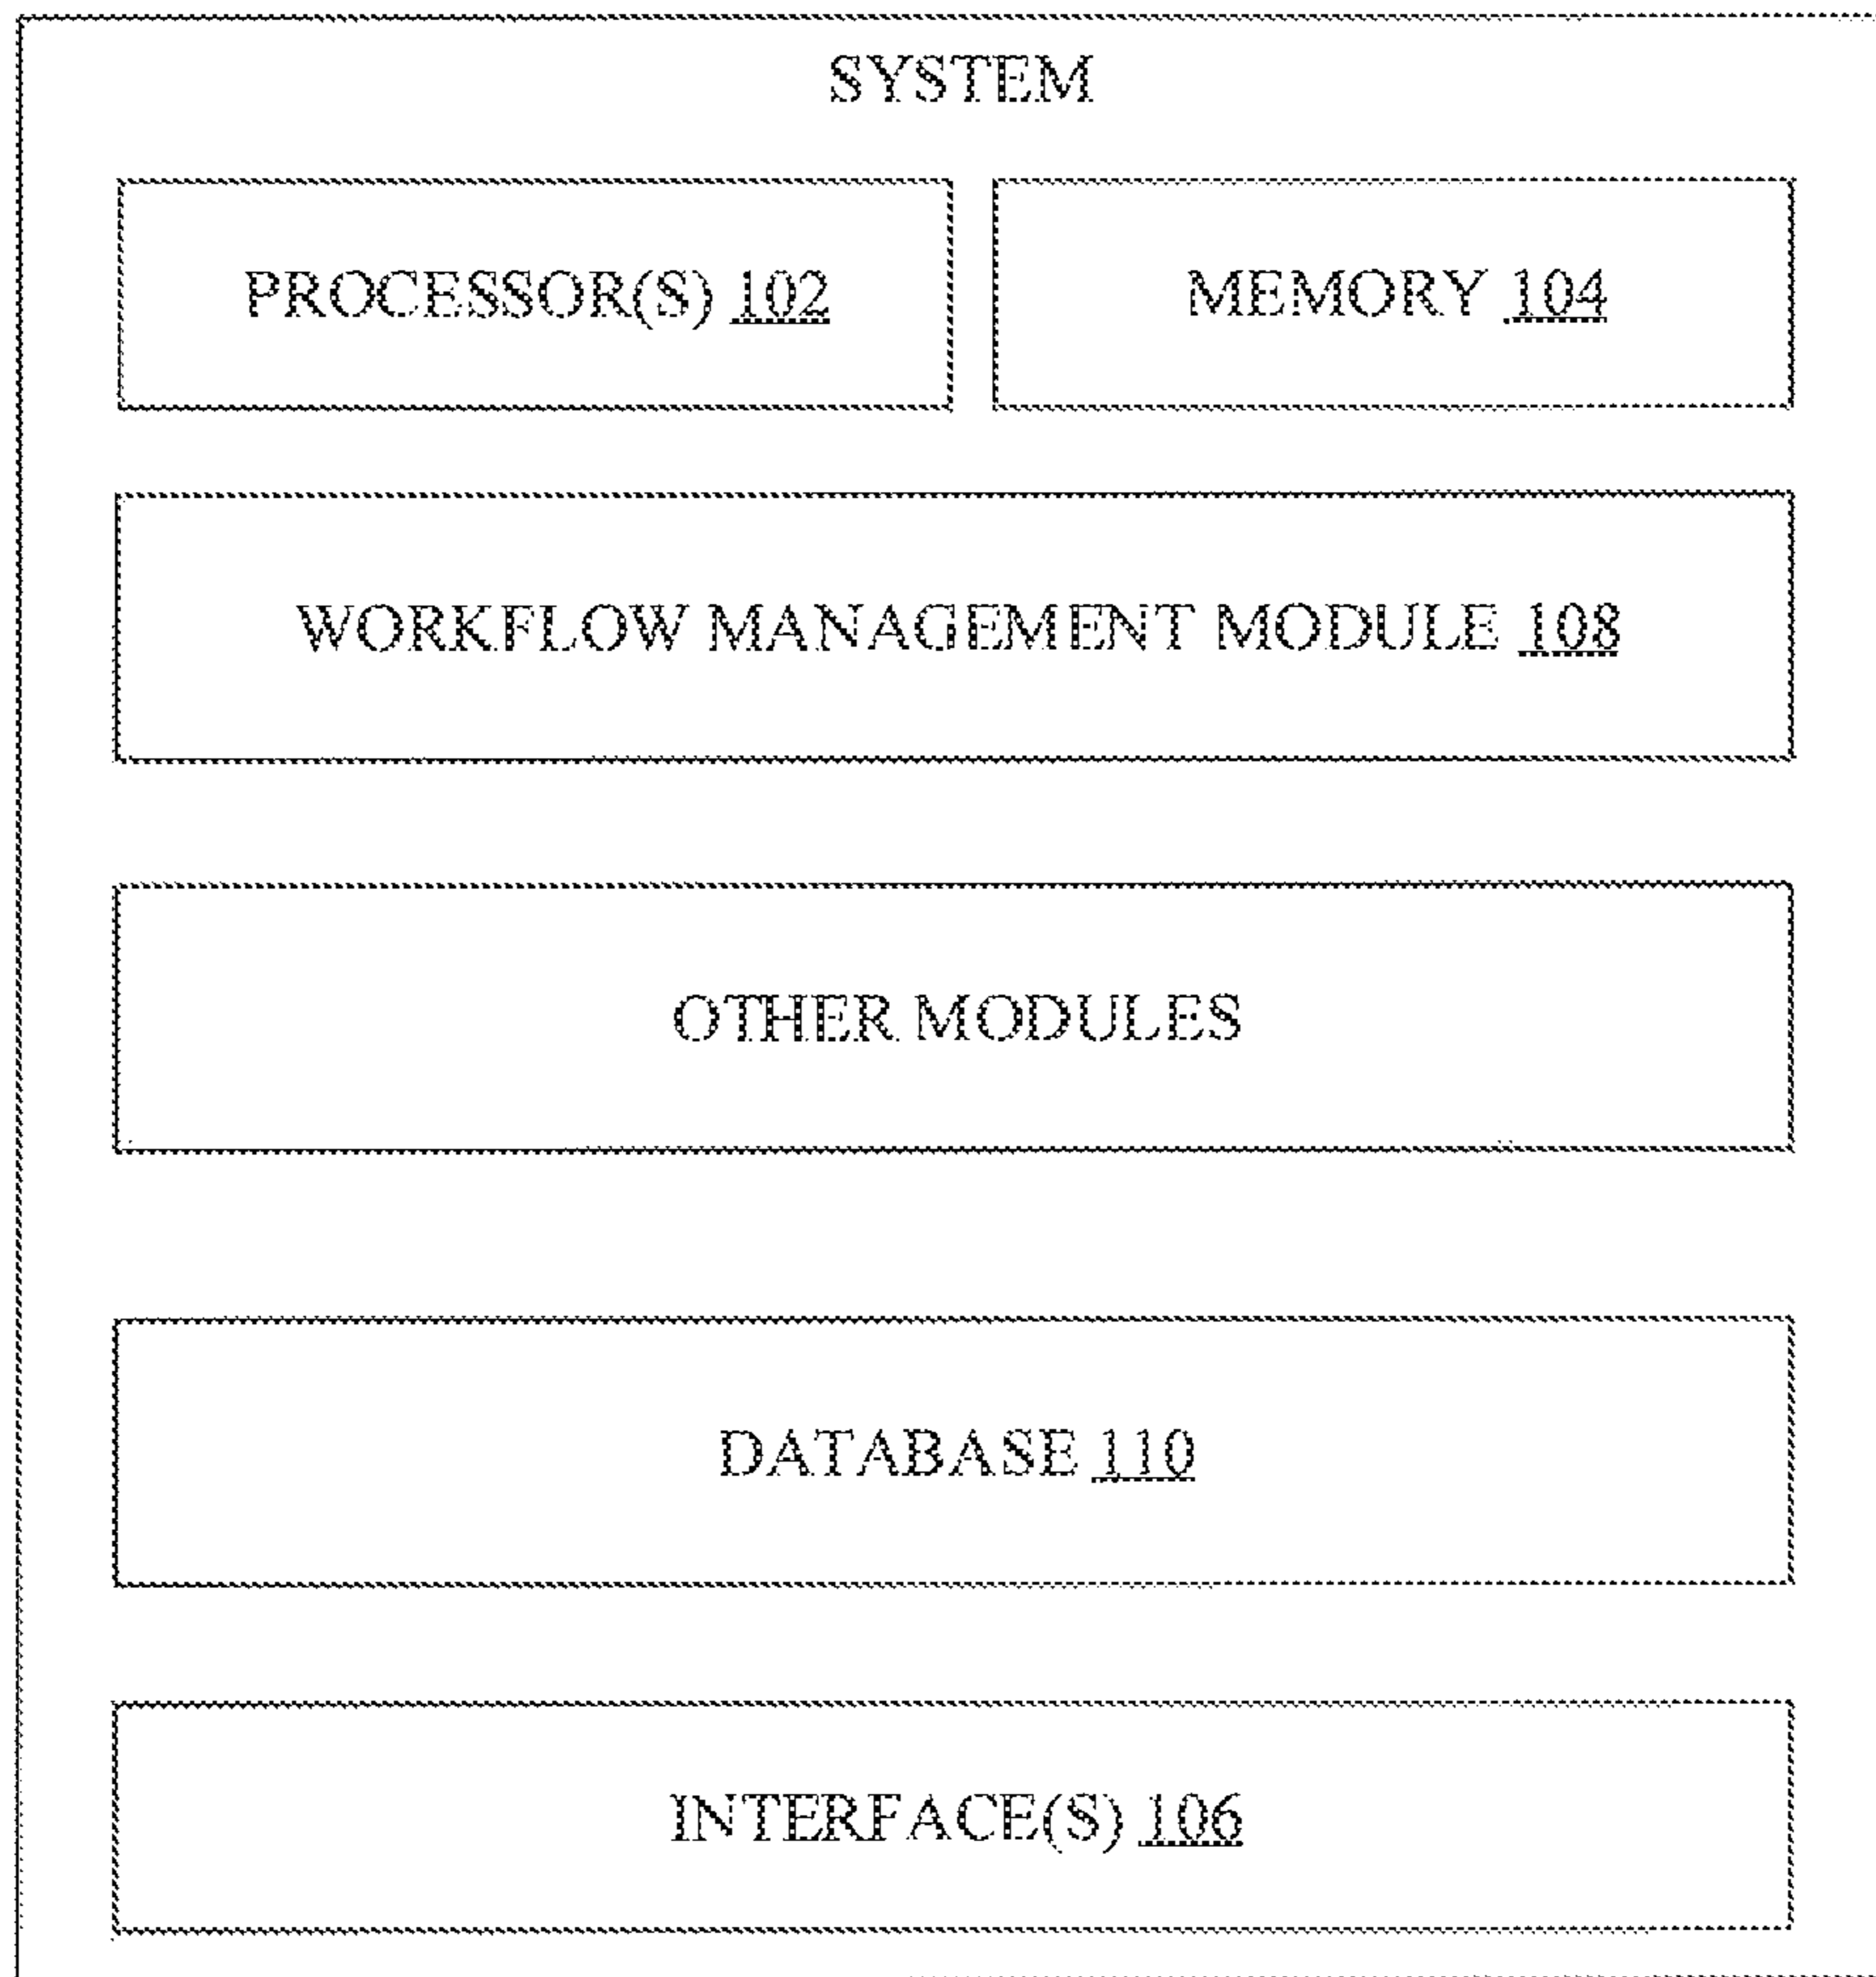 SYSTEM
PROCESSOR(S) 102
MEMORY 104
WORKFLOW MANAGEMENT MODULE 108
OTHER MODULES
DATABASE 110
INTERFACE(S) 106